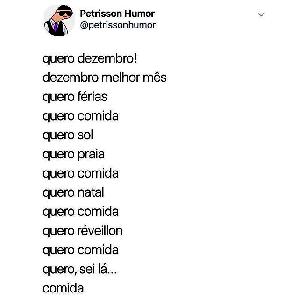 Petrisson Humor
@petrissonhumor
quero dezembro!
dezembro melhor mês
quero férias
quero comida
quero sol
quero praia
quero comida
quero natal
quero comida
quero réveillon
quero comida
quero, sei lá...
comida